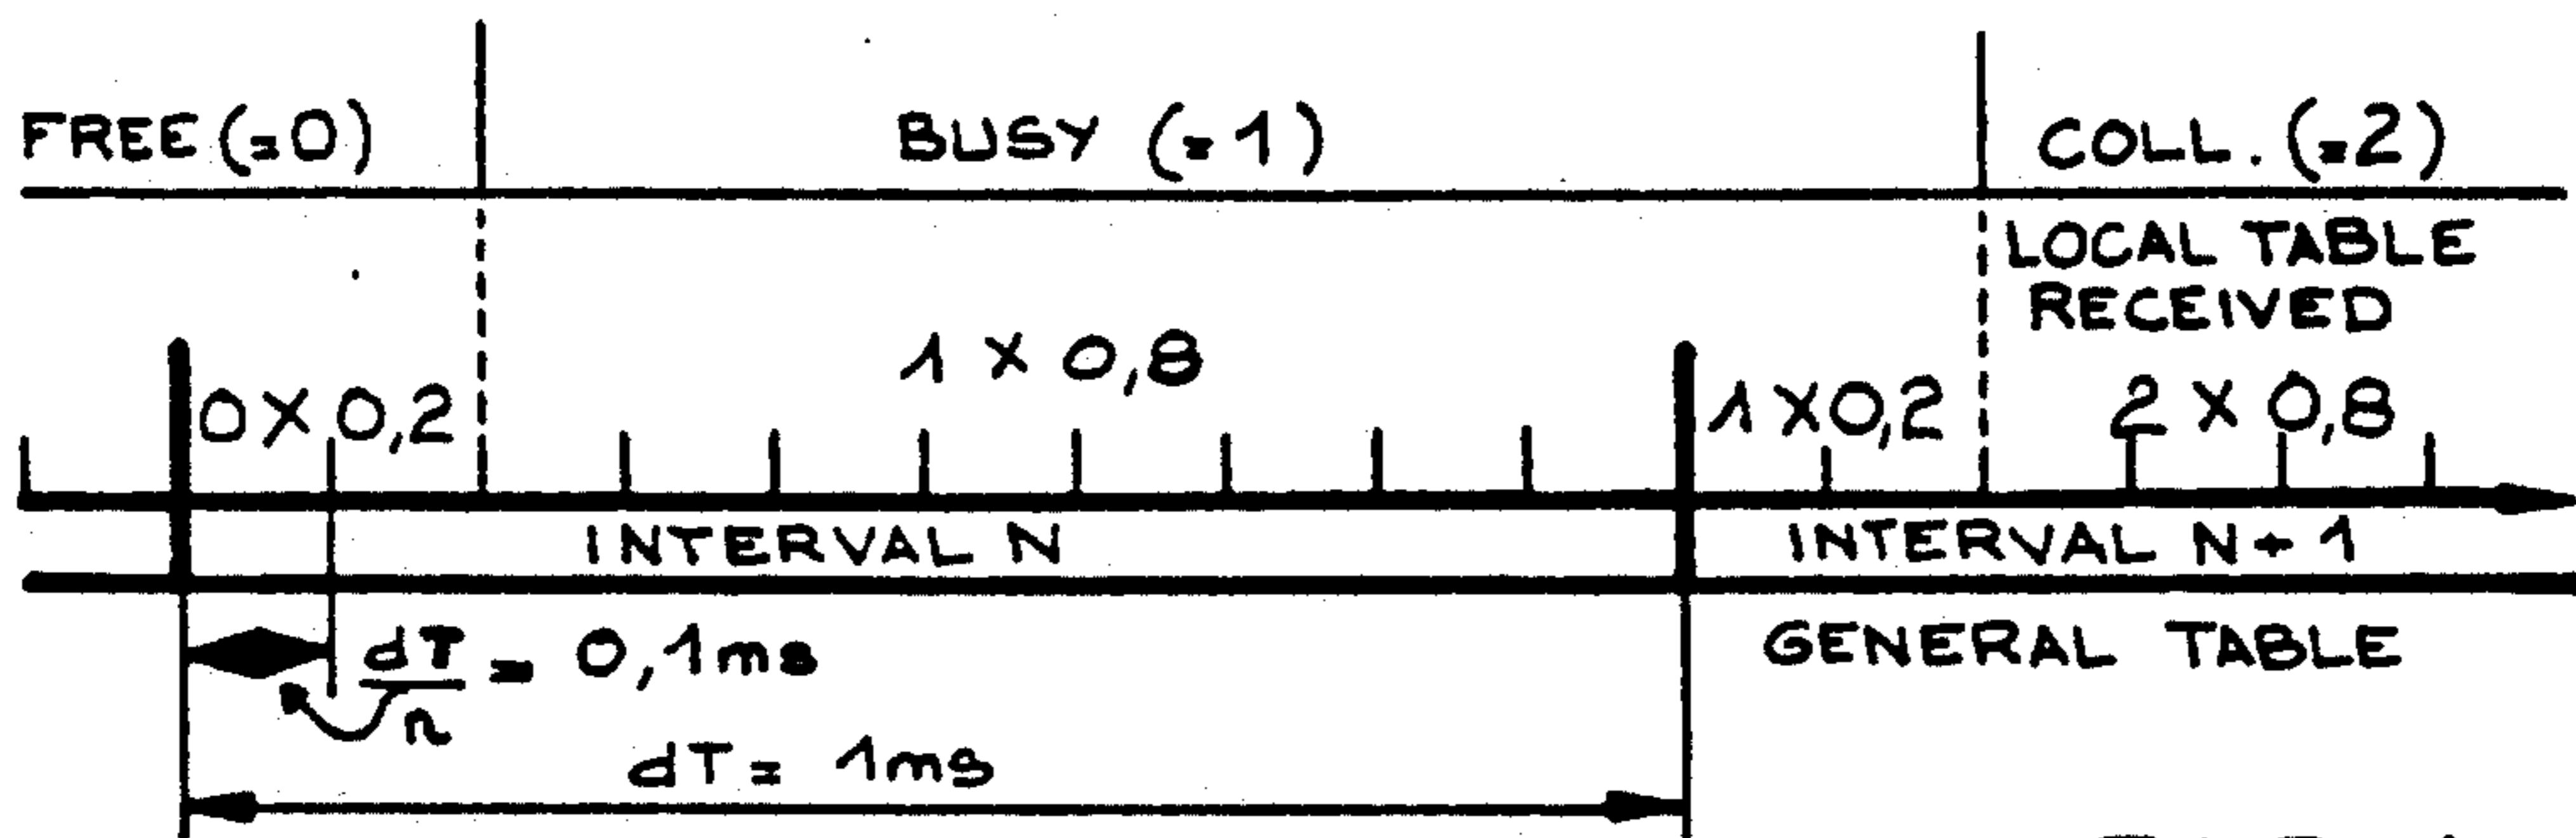 FREE (=0) BUSY (=1) COLL. (=2)
LOCAL TABLE
RECEIVED
0 X 0,2 1 X 0,8 1 X 0,2 2 X 0,8
INTERVAL N INTERVAL N+1
dT/n = 0,1ms GENERAL TABLE
dT = 1ms